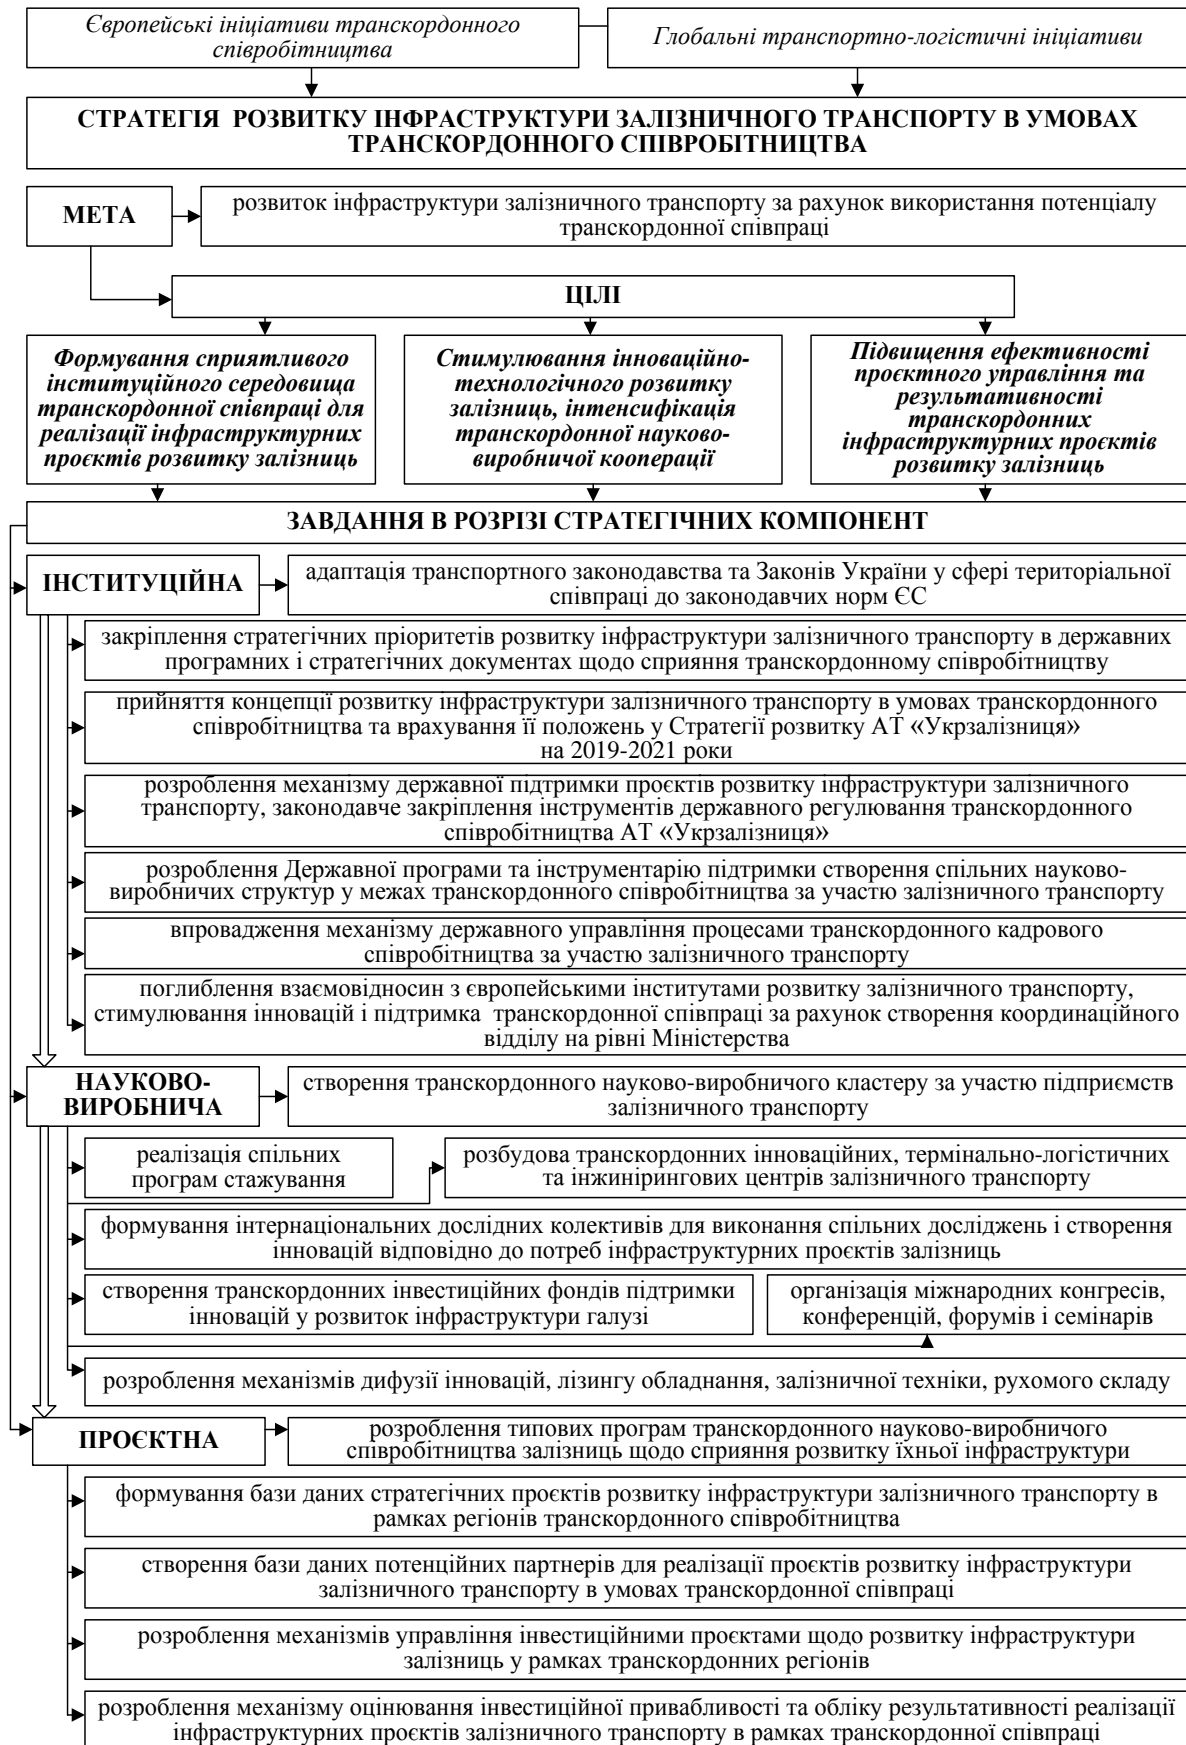 Європейські ініціативи транскордонного
співробітництва
Глобальні транспортно-логістичні ініціативи
СТРАТЕГІЯ РОЗВИТКУ ІНФРАСТРУКТУРИ ЗАЛІЗНИЧНОГО ТРАНСПОРТУ В УМОВАХ
ТРАНСКОРДОННОГО СПІВРОБІТНИЦТВА
МЕТА
розвиток інфраструктури залізничного транспорту за рахунок використання потенціалу
транскордонної співпраці
ЦІЛІ
Формування сприятливого
інституційного середовища
транскордонної співпраці для
реалізації інфраструктурних
проєктів розвитку залізниць
Стимулювання інноваційно-
технологічного розвитку
залізниць, інтенсифікація
транскордонної науково-
виробничої кооперації
Підвищення ефективності
проєктного управління та
результативності
транскордонних
інфраструктурних проєктів
розвитку залізниць
ЗАВДАННЯ В РОЗРІЗІ СТРАТЕГІЧНИХ КОМПОНЕНТ
ІНСТИТУЦІЙНА
адаптація транспортного законодавства та Законів України у сфері територіальної
співпраці до законодавчих норм ЄС
закріплення стратегічних пріоритетів розвитку інфраструктури залізничного транспорту в державних
програмних і стратегічних документах щодо сприяння транскордонному співробітництву
прийняття концепції розвитку інфраструктури залізничного транспорту в умовах транскордонного
співробітництва та врахування її положень у Стратегії розвитку АТ «Укрзалізниця»
на 2019-2021 роки
розроблення механізму державної підтримки проєктів розвитку інфраструктури залізничного
транспорту, законодавче закріплення інструментів державного регулювання транскордонного
співробітництва АТ «Укрзалізниця»
розроблення Державної програми та інструментарію підтримки створення спільних науково-
виробничих структур у межах транскордонного співробітництва за участю залізничного транспорту
впровадження механізму державного управління процесами транскордонного кадрового
співробітництва за участю залізничного транспорту
поглиблення взаємовідносин з європейськими інститутами розвитку залізничного транспорту,
стимулювання інновацій і підтримка транскордонної співпраці за рахунок створення координаційного
відділу на рівні Міністерства
НАУКОВО-
ВИРОБНИЧА
створення транскордонного науково-виробничого кластеру за участю підприємств
залізничного транспорту
реалізація спільних
програм стажування
розбудова транскордонних інноваційних, термінально-логістичних
та інжинірингових центрів залізничного транспорту
формування інтернаціональних дослідних колективів для виконання спільних досліджень і створення
інновацій відповідно до потреб інфраструктурних проєктів залізниць
створення транскордонних інвестиційних фондів підтримки
інновацій у розвиток інфраструктури галузі
організація міжнародних конгресів,
конференцій, форумів і семінарів
розроблення механізмів дифузії інновацій, лізингу обладнання, залізничної техніки, рухомого складу
ПРОЄКТНА
розроблення типових програм транскордонного науково-виробничого
співробітництва залізниць щодо сприяння розвитку їхньої інфраструктури
формування бази даних стратегічних проєктів розвитку інфраструктури залізничного транспорту в
рамках регіонів транскордонного співробітництва
створення бази даних потенційних партнерів для реалізації проєктів розвитку інфраструктури
залізничного транспорту в умовах транскордонної співпраці
розроблення механізмів управління інвестиційними проєктами щодо розвитку інфраструктури
залізниць у рамках транскордонних регіонів
розроблення механізму оцінювання інвестиційної привабливості та обліку результативності реалізації
інфраструктурних проєктів залізничного транспорту в рамках транскордонної співпраці